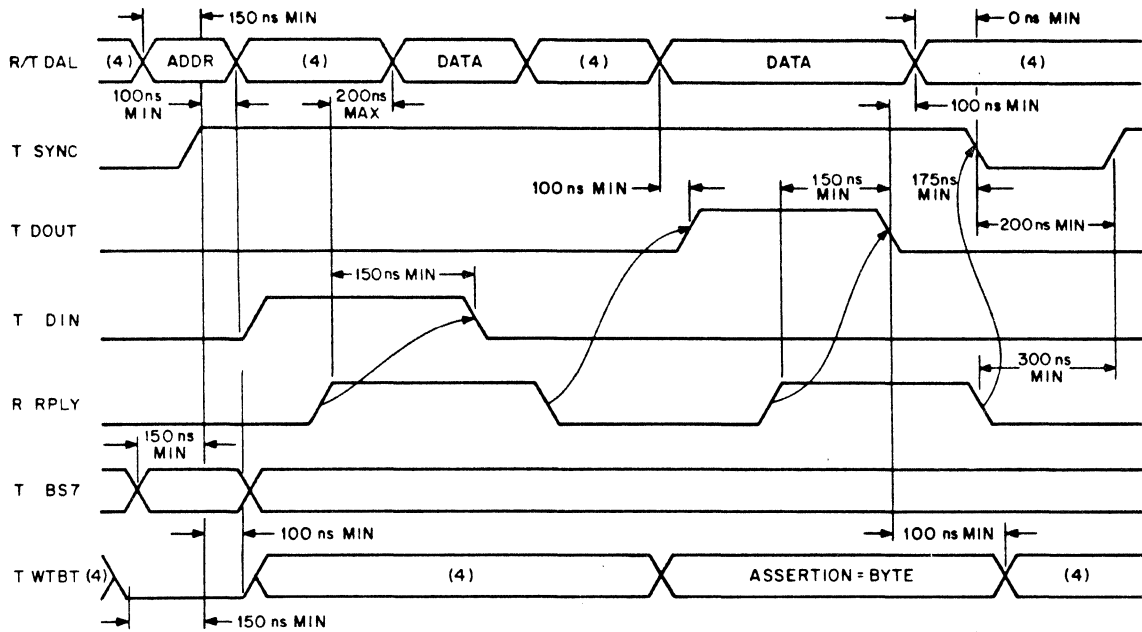 150 ns MIN
0 ns MIN
R/T DAL
(4)
ADDR
(4)
DATA
(4)
DATA
(4)
100ns MIN
200ns MAX
100 ns MIN
T SYNC
100 ns MIN
150 ns MIN
175ns MIN
200 ns MIN
T DOUT
150 ns MIN
T DIN
300 ns MIN
R RPLY
150 ns MIN
T BS7
100 ns MIN
100 ns MIN
T WTBT (4)
(4)
ASSERTION = BYTE
(4)
150 ns MIN